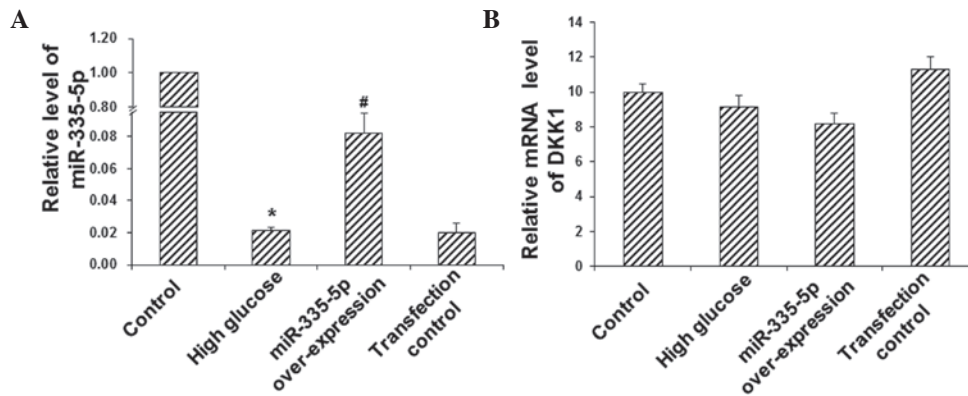 A
Relative level of
miR-335-5p
1.20
1.00
0.80
0.08
0.06
0.04
0.02
0.00
*
#
Control
High glucose
miR-335-5p
over-expression
Transfection
control
B
Relative mRNA level
of DKK1
14
12
10
8
6
4
2
0
Control
High glucose
miR-335-5p
over-expression
Transfection
control